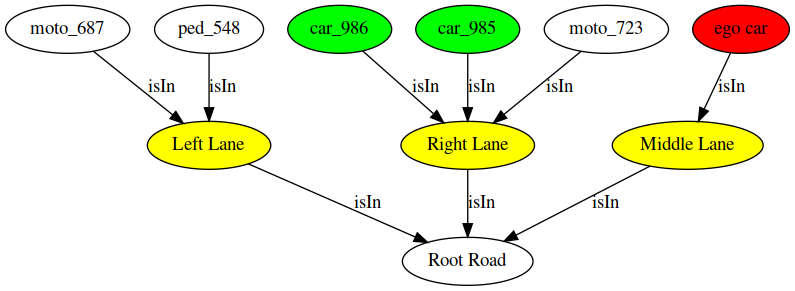 moto_687
ped_548
car_986
car_985
moto_723
ego car
isIn
isIn
isIn
isIn
isIn
isIn
Left Lane
Right Lane
Middle Lane
isIn
isIn
isIn
Root Road